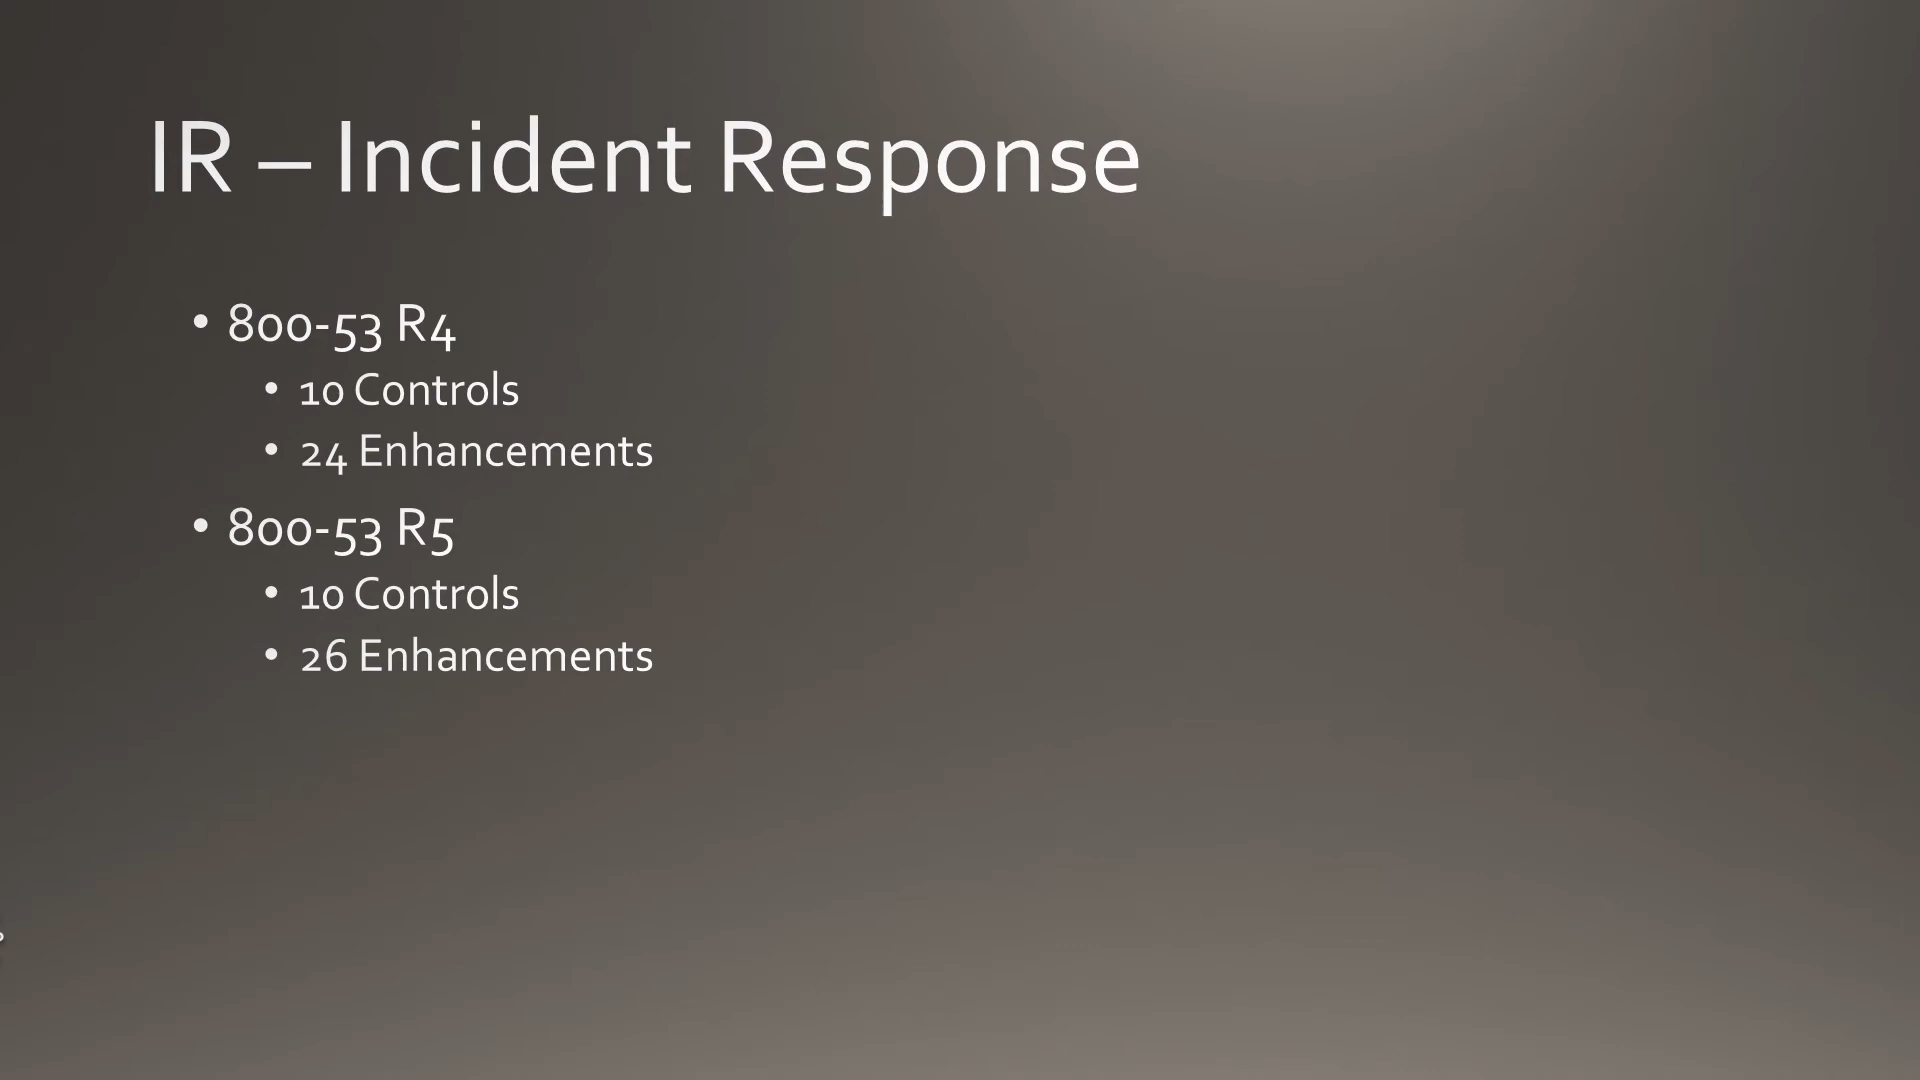 IR – Incident Response
• 800-53 R4
• 10 Controls
• 24 Enhancements
• 800-53 R5
• 10 Controls
• 26 Enhancements